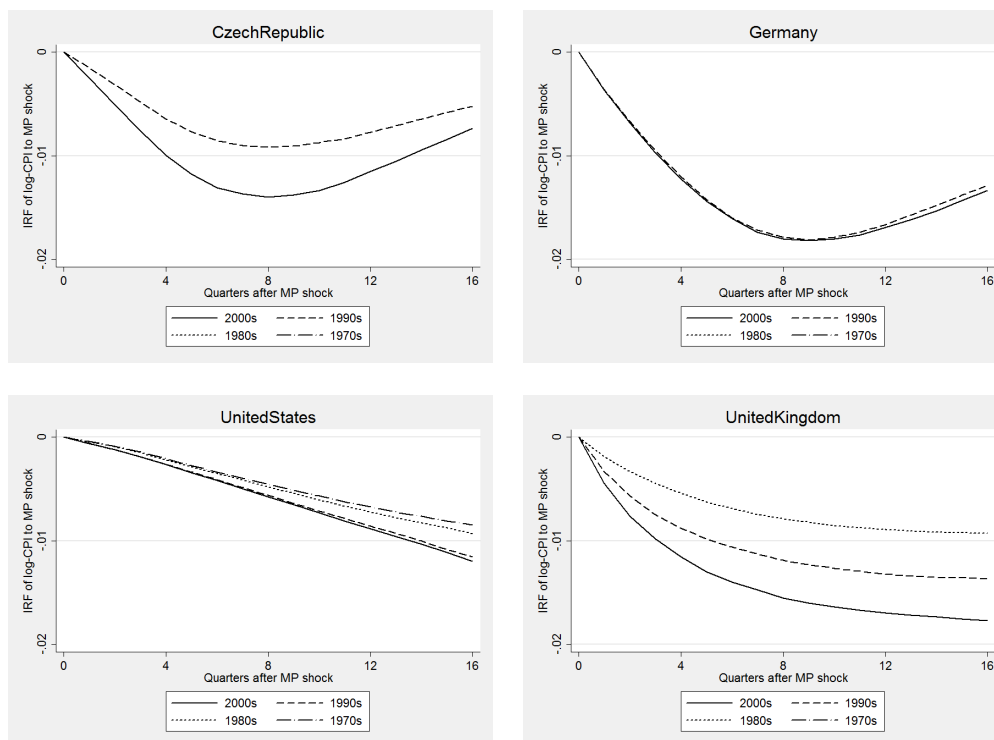 CzechRepublic
IRF of log-CPI to MP shock
0
-.01
-.02
0 4 8 12 16
Quarters after MP shock
2000s 1990s
1980s 1970s
Germany
IRF of log-CPI to MP shock
0
-.01
-.02
0 4 8 12 16
Quarters after MP shock
2000s 1990s
1980s 1970s
UnitedStates
IRF of log-CPI to MP shock
0
-.01
-.02
0 4 8 12 16
Quarters after MP shock
2000s 1990s
1980s 1970s
UnitedKingdom
IRF of log-CPI to MP shock
0
-.01
-.02
0 4 8 12 16
Quarters after MP shock
2000s 1990s
1980s 1970s